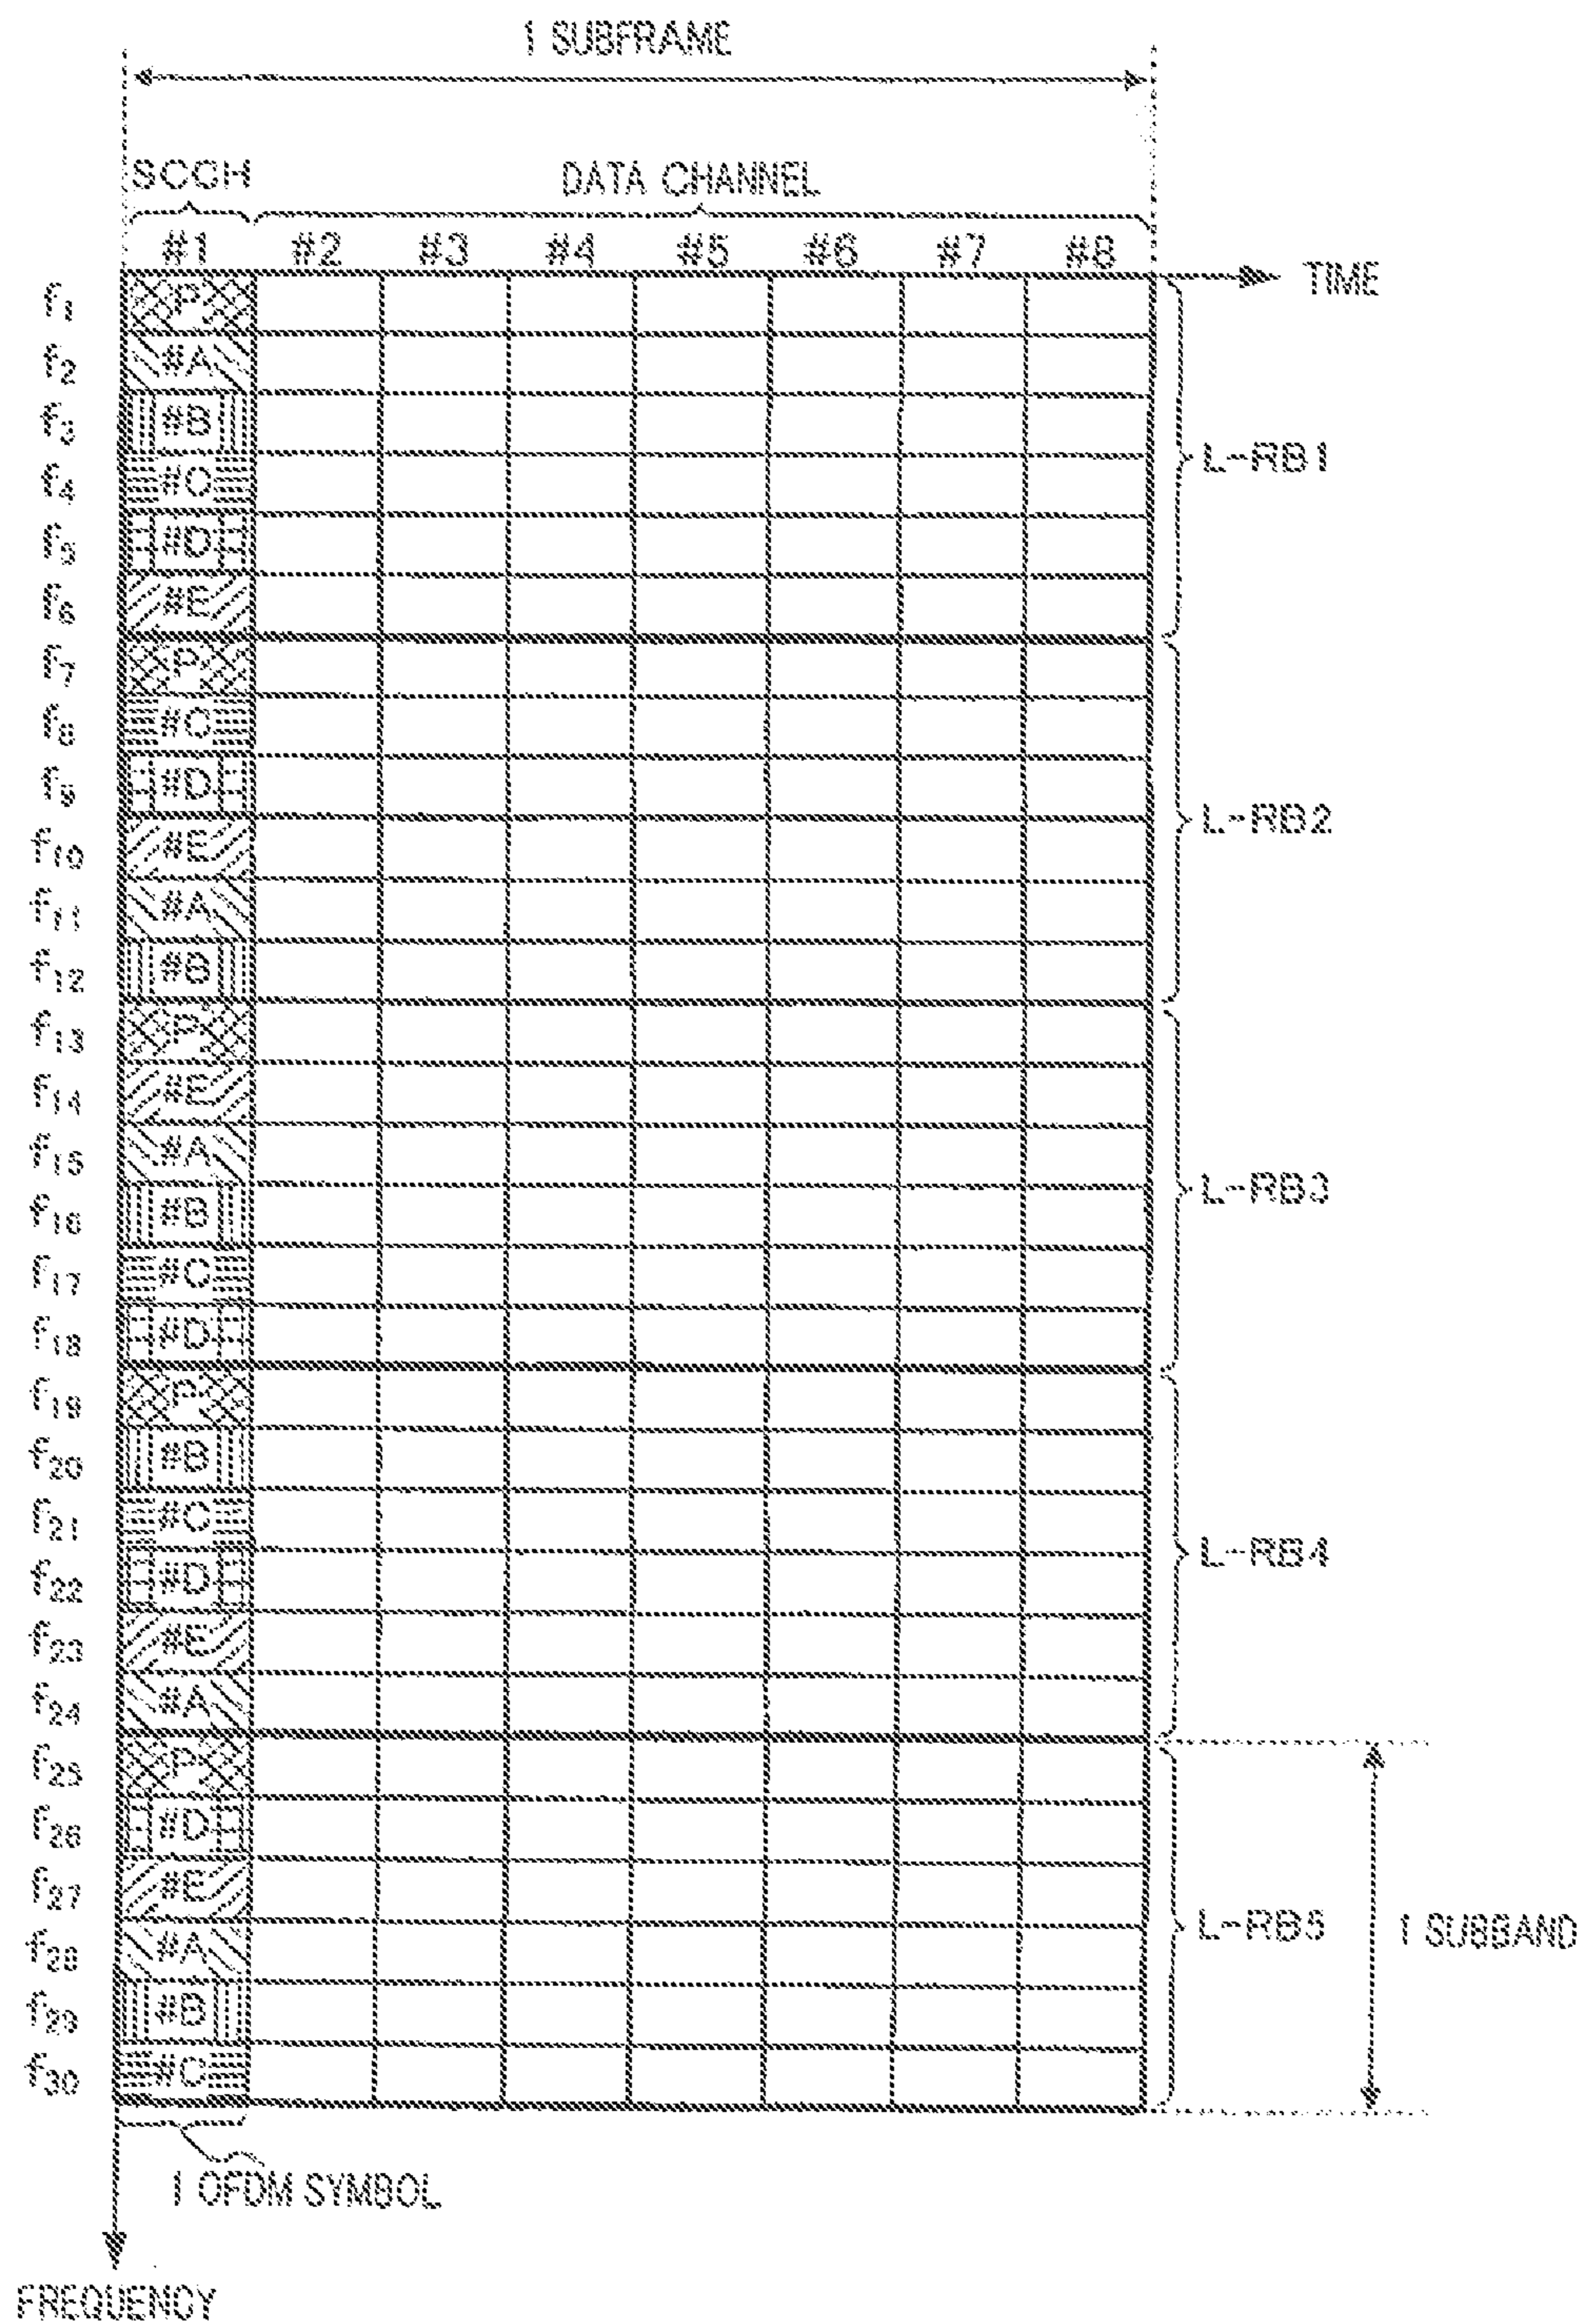 1 SUBFRAME
SCCH DATA CHANNEL
#1 #2 #3 #4 #5 #6 #7 #8
TIME
f1 P
f2 #A
f3 #B
f4 #C
f5 #D
f6 #E
L-RB1
f7 P
f8 #C
f9 #D
f10 #E
f11 #A
f12 #B
L-RB2
f13 P
f14 #E
f15 #A
f16 #B
f17 #C
f18 #D
L-RB3
f19 P
f20 #B
f21 #C
f22 #D
f23 #E
f24 #A
L-RB4
f25 P
f26 #D
f27 #E
f28 #A
f29 #B
f30 #C
L-RB5
1 SUBBAND
1 OFDM SYMBOL
FREQUENCY